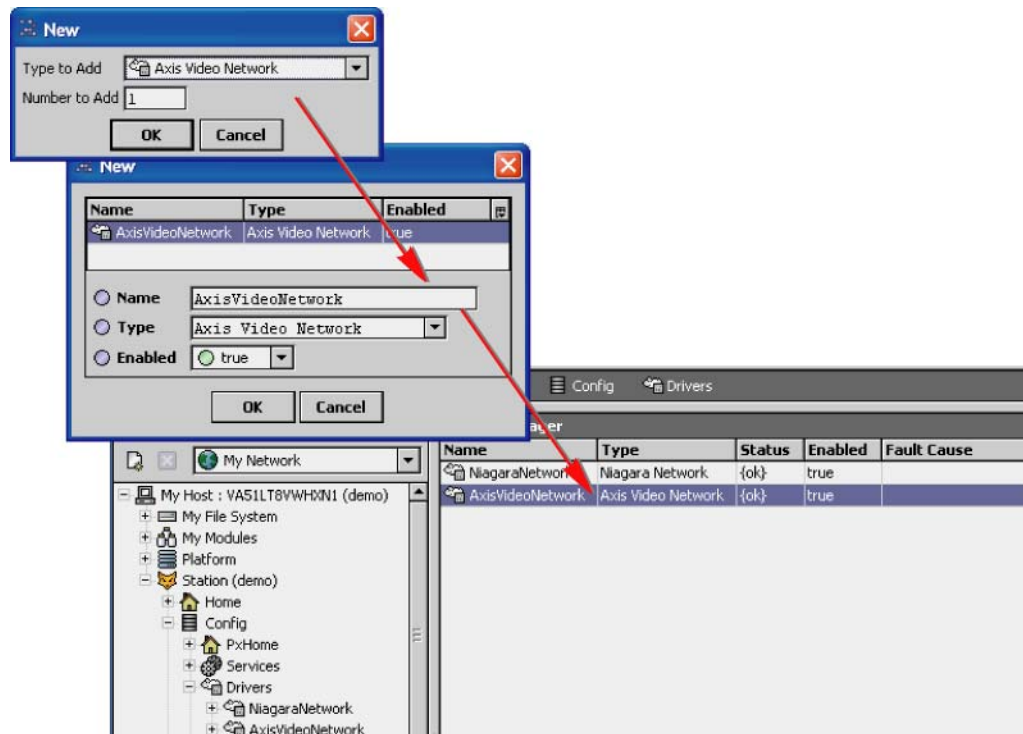 New
Type to Add Axis Video Network
Number to Add 1
OK Cancel
New
Name Type Enabled
AxisVideoNetwork Axis Video Network true
Name AxisVideoNetwork
Type Axis Video Network
Enabled true
OK Cancel
Config Drivers
ager
Name Type Status Enabled Fault Cause
NiagaraNetwork Niagara Network {ok} true
AxisVideoNetwork Axis Video Network {ok} true
My Network
My Host : VA51LT8VWHXN1 (demo)
My File System
My Modules
Platform
Station (demo)
Home
Config
PxHome
Services
Drivers
NiagaraNetwork
AxisVideoNetwork